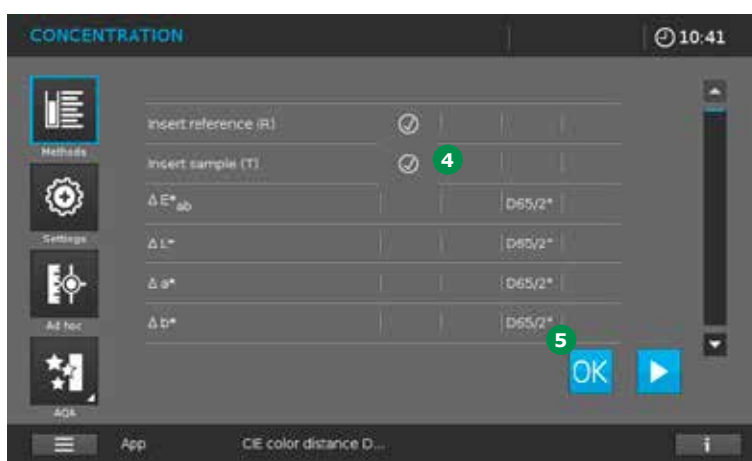 CONCENTRATION 10:41
Methods
Insert reference (R)
Insert sample (T) 4
Settings
Δ E*ab D65/2°
Δ L* D65/2°
Ad hoc
Δ a* D65/2°
Δ b* D65/2°
5
OK
AQA
App CIE color distance D...
i